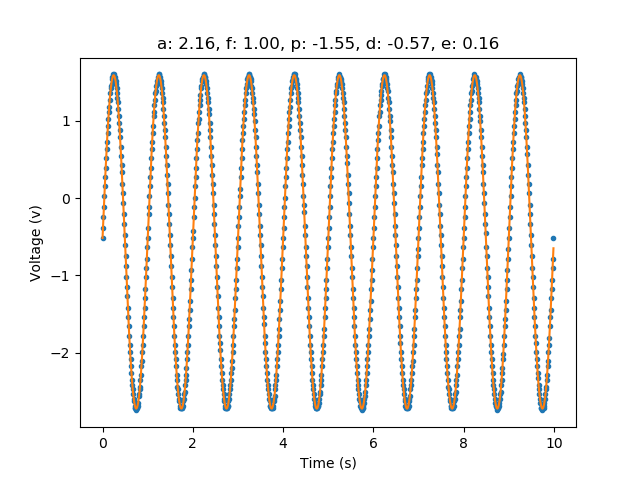 a: 2.16, f: 1.00, p: -1.55, d: -0.57, e: 0.16
1
0
−1
−2
Voltage (v)
0 2 4 6 8 10
Time (s)